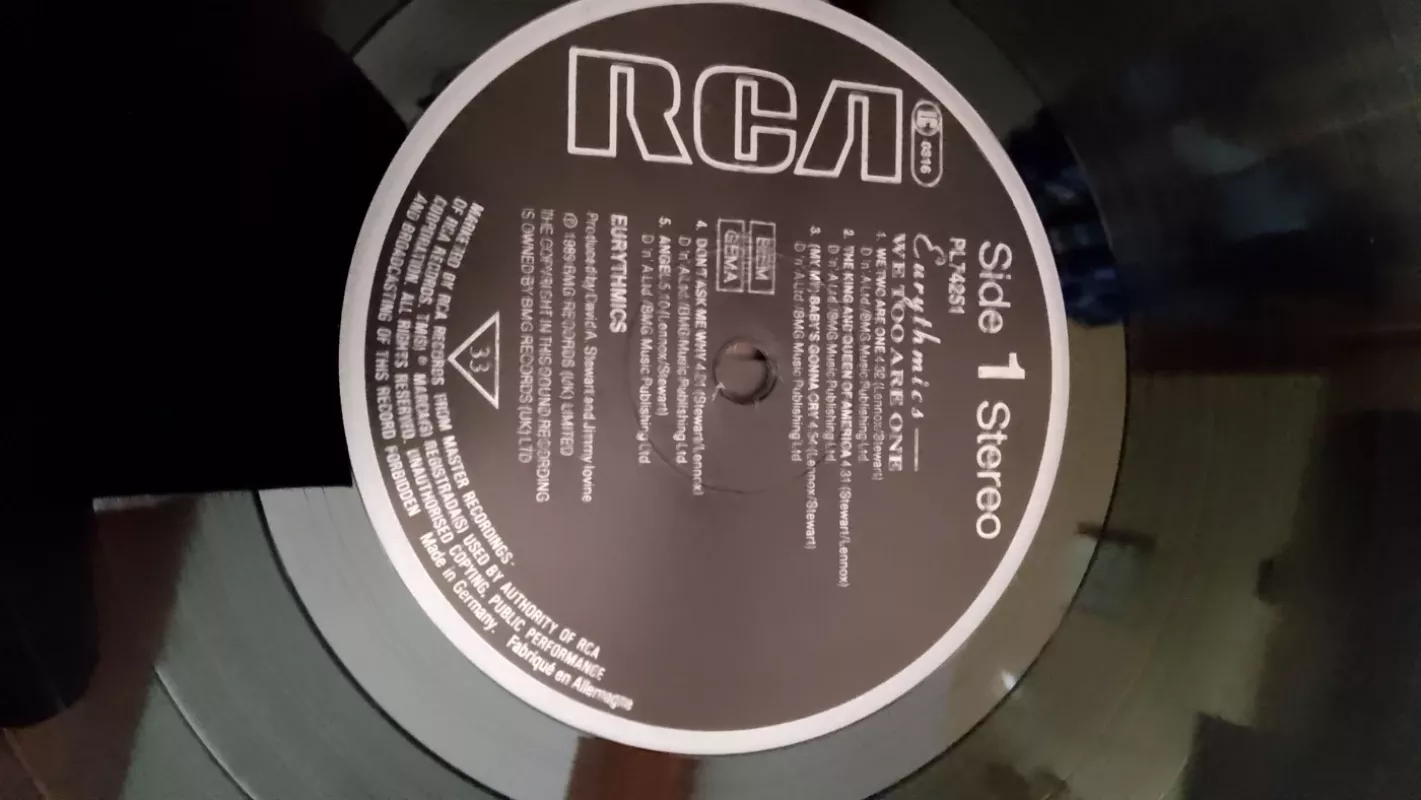 RCA
LC 0316
Side 1 Stereo
PL74251
Eurythmics
WE TOO ARE ONE
1. WE TWO ARE ONE 4.32 (Lennox/Stewart)
D 'n' A Ltd/BMG Music Publishing Ltd
2. THE KING AND QUEEN OF AMERICA 4.31 (Stewart/Lennox)
D 'n' A Ltd/BMG Music Publishing Ltd
3. (MY MY) BABY'S GONNA CRY 4.54 (Lennox/Stewart)
D 'n' A Ltd/BMG Music Publishing Ltd
BIEM
GEMA
4. DON'T ASK ME WHY (Stewart/Lennox)
D 'n' A Ltd/BMG Music Publishing Ltd
5. ANGEL 5.10 (Lennox/Stewart)
D 'n' A Ltd/BMG Music Publishing Ltd
EURYTHMICS
Produced by David A. Stewart and Jimmy Iovine
℗ 1989 BMG RECORDS (UK) LIMITED
THE COPYRIGHT IN THIS SOUND RECORDING
IS OWNED BY BMG RECORDS (UK) LTD
33
MARKETED BY RCA RECORDS FROM MASTER RECORDINGS.
OF RCA RECORDS. TM(S) ® MARCA(S) REGISTRADA(S) USED BY AUTHORITY OF RCA
CORPORATION. ALL RIGHTS RESERVED. UNAUTHORISED COPYING, PUBLIC PERFORMANCE
AND BROADCASTING OF THIS RECORD FORBIDDEN Made in Germany. Fabriqué en Allemagne